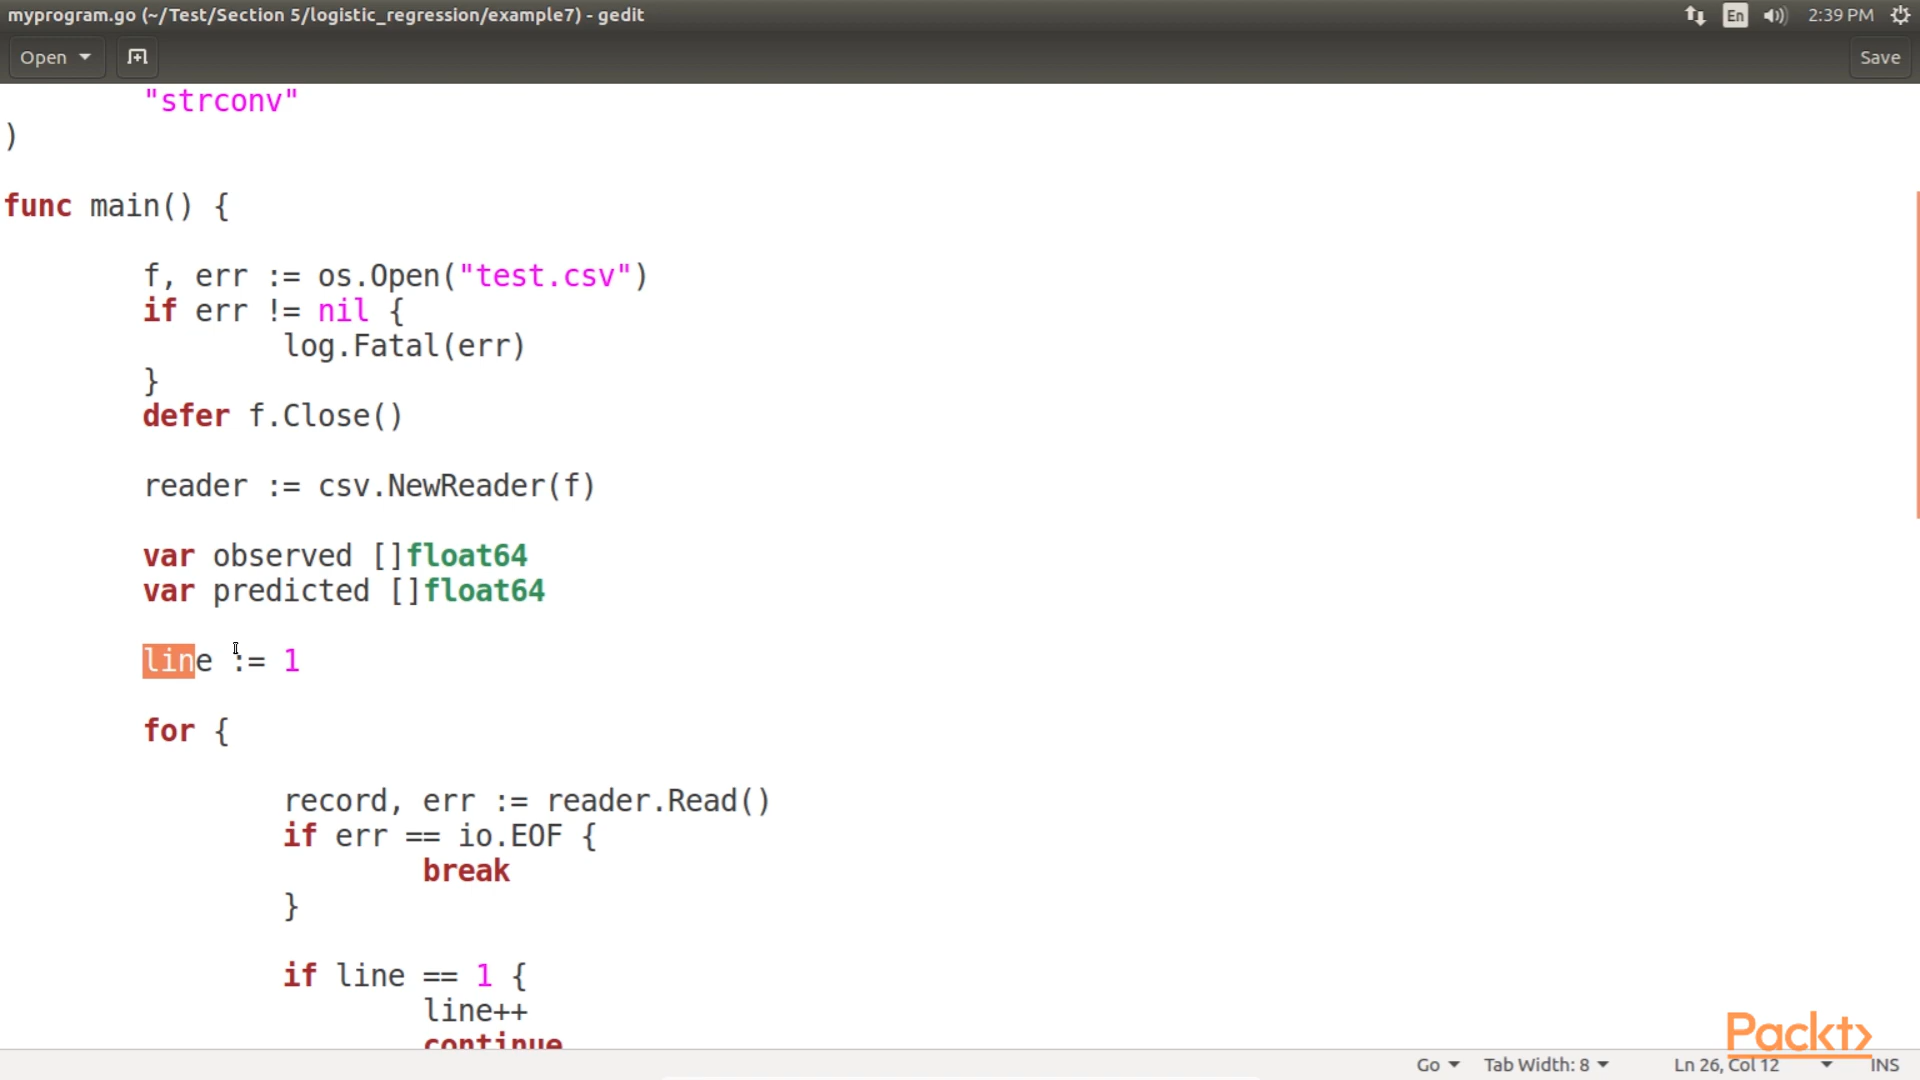 myprogram.go (~/Test/Section 5/logistic_regression/example7) - gedit
En
2:39 PM
Open
Save
"strconv"
)
func main() {
f, err := os.Open("test.csv")
if err != nil {
log.Fatal(err)
}
defer f.Close()
reader := csv.NewReader(f)
var observed []float64
var predicted []float64
line := 1
for {
record, err := reader.Read()
if err == io.EOF {
break
}
if line == 1 {
line++
continue
Packt>
Go
Tab Width: 8
Ln 26, Col 12
INS